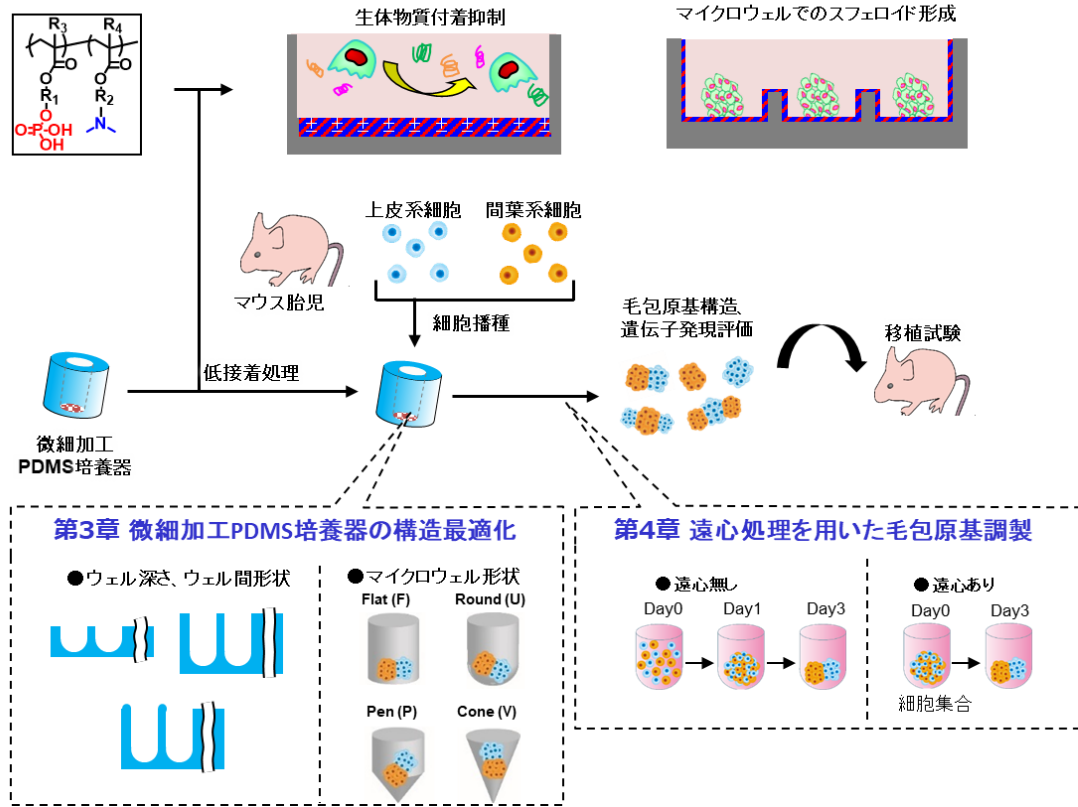 R3 R4
O O
O O
R1 R2
O=P-OH N
OH
生体物質付着抑制
マイクロウェルでのスフェロイド形成
上皮系細胞 間葉系細胞
マウス胎児
細胞播種
毛包原基構造、
遺伝子発現評価
移植試験
低接着処理
微細加工
PDMS培養器
第3章 微細加工PDMS培養器の構造最適化
●ウェル深さ、ウェル間形状
●マイクロウェル形状
Flat (F) Round (U)
Pen (P) Cone (V)
第4章 遠心処理を用いた毛包原基調製
●遠心無し
Day0 Day1 Day3
●遠心あり
Day0 Day3
細胞集合